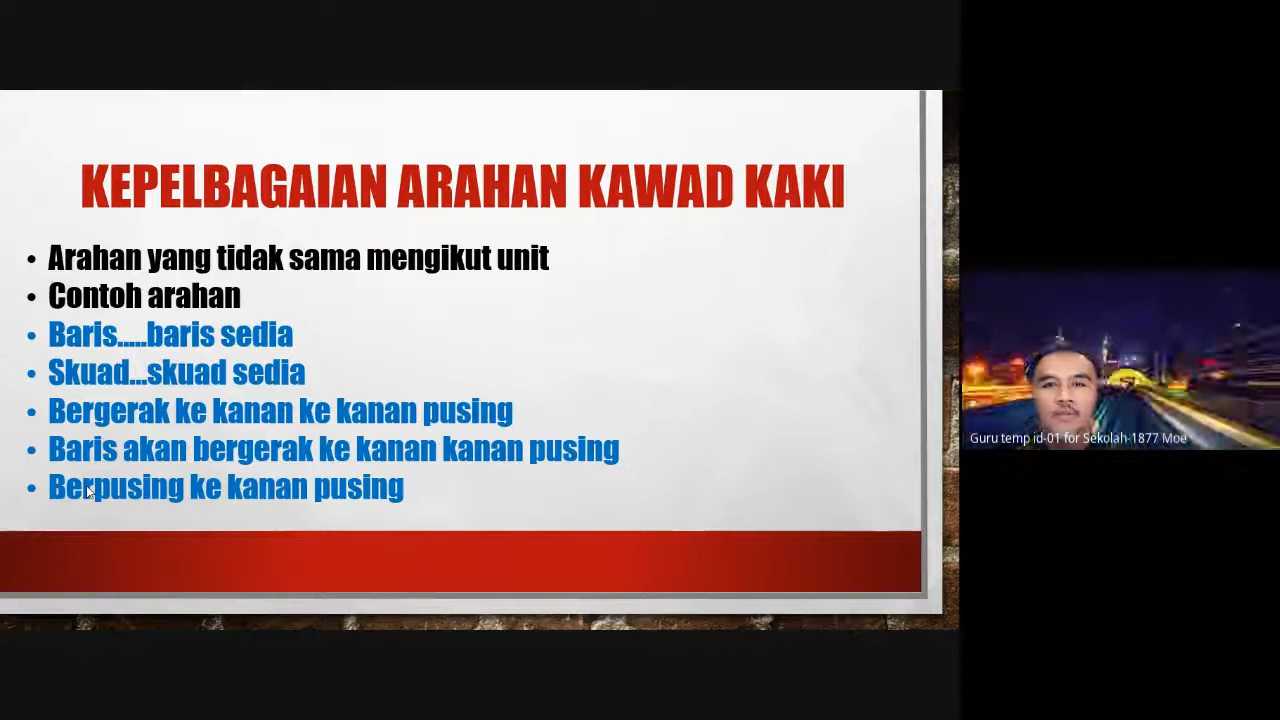 KEPELBAGAIAN ARAHAN KAWAD KAKI
• Arahan yang tidak sama mengikut unit
• Contoh arahan
• Baris.....baris sedia
• Skuad...skuad sedia
• Bergerak ke kanan ke kanan pusing
• Baris akan bergerak ke kanan kanan pusing
• Berpusing ke kanan pusing
Guru temp id-01 for Sekolah-1877 Moe